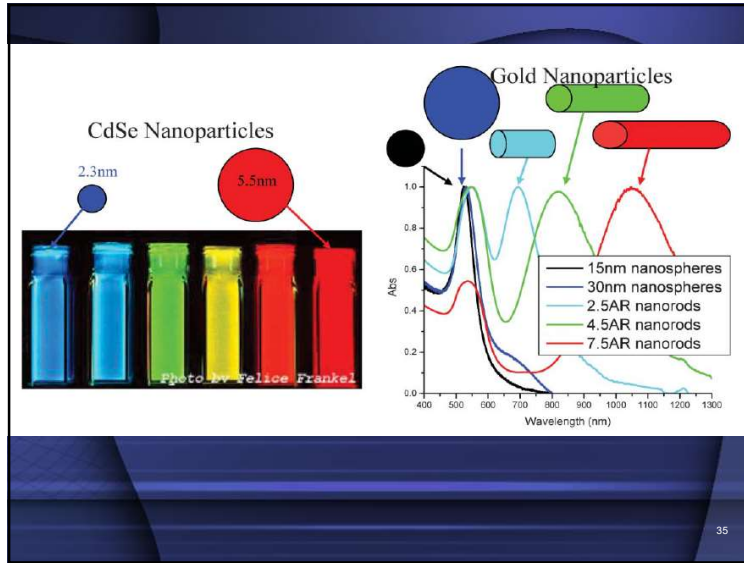 Gold Nanoparticles
CdSe Nanoparticles
2.3nm
5.5nm
Photo by Felice Frankel
1.0
0.8
0.6
0.4
0.2
0.0
Abs
15nm nanospheres
30nm nanospheres
2.5AR nanorods
4.5AR nanorods
7.5AR nanorods
400 500 600 700 800 900 1000 1100 1200 1300
Wavelength (nm)
35